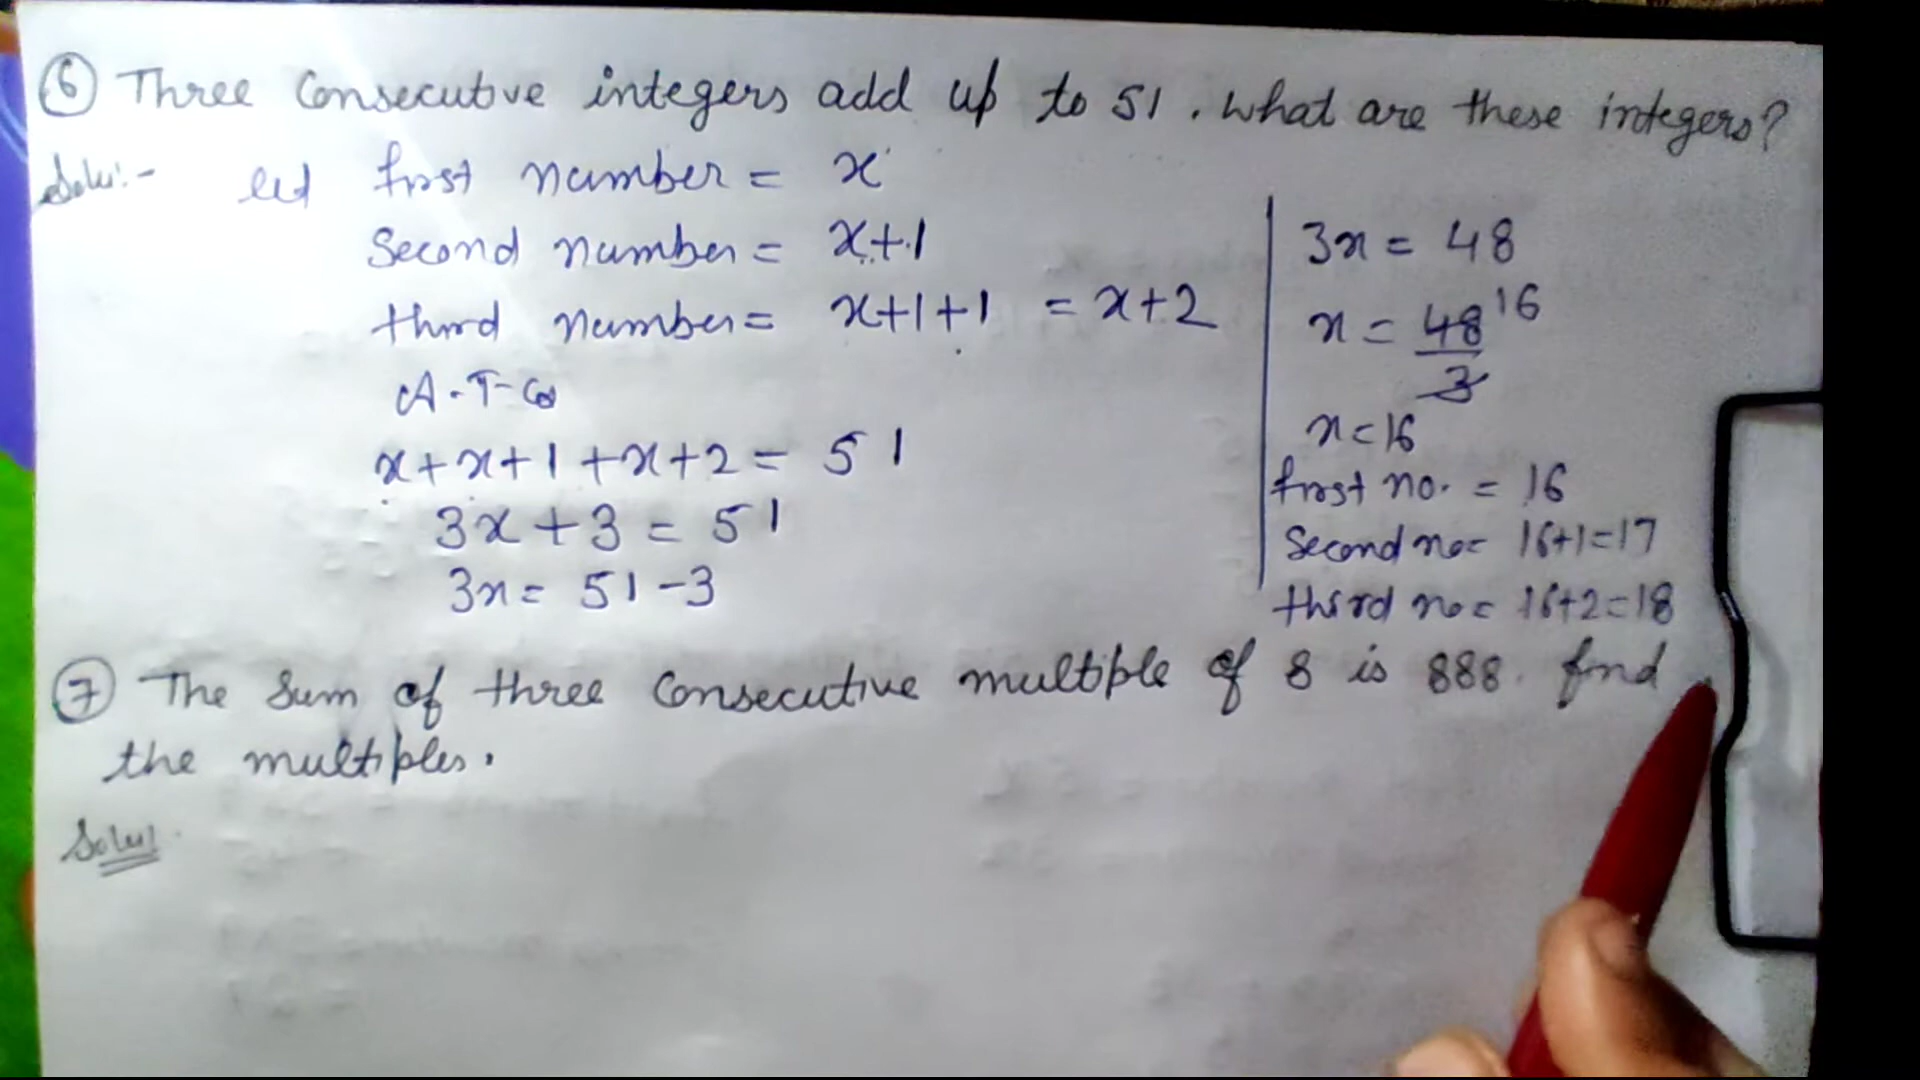 6 Three Consecutive integers add up to 51. What are these integers?
Solu:- let first number = x
Second number = x+1
third number = x+1+1 = x+2
A.T.Q
x+x+1+x+2 = 51
3x+3 = 51
3x = 51-3
3x = 48
x = 48/3 16
x = 16
first no. = 16
Second no = 16+1=17
third no = 16+2=18
7 The Sum of three Consecutive multiple of 8 is 888. find
the multiples.
Solu: